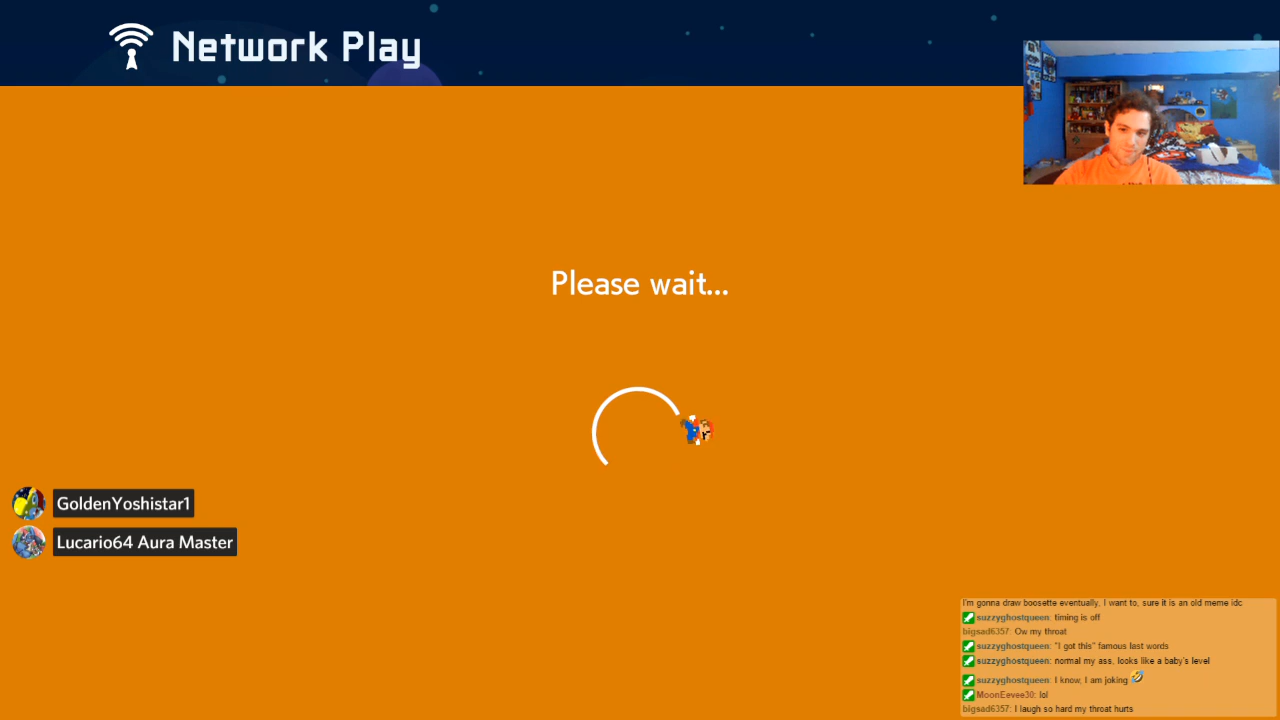 Network Play
Please wait...
GoldenYoshistar1
Lucario64 Aura Master
I'm gonna draw boosette eventually, I want to, sure it is an old meme idc
suzzyghostqueen: timing is off
bigsad6357: Ow my throat
suzzyghostqueen: "I got this" famous last words
suzzyghostqueen: normal my ass, looks like a baby's level
suzzyghostqueen: I know, I am joking 🤣
MoonEevee30: lol
bigsad6357: I laugh so hard my throat hurts